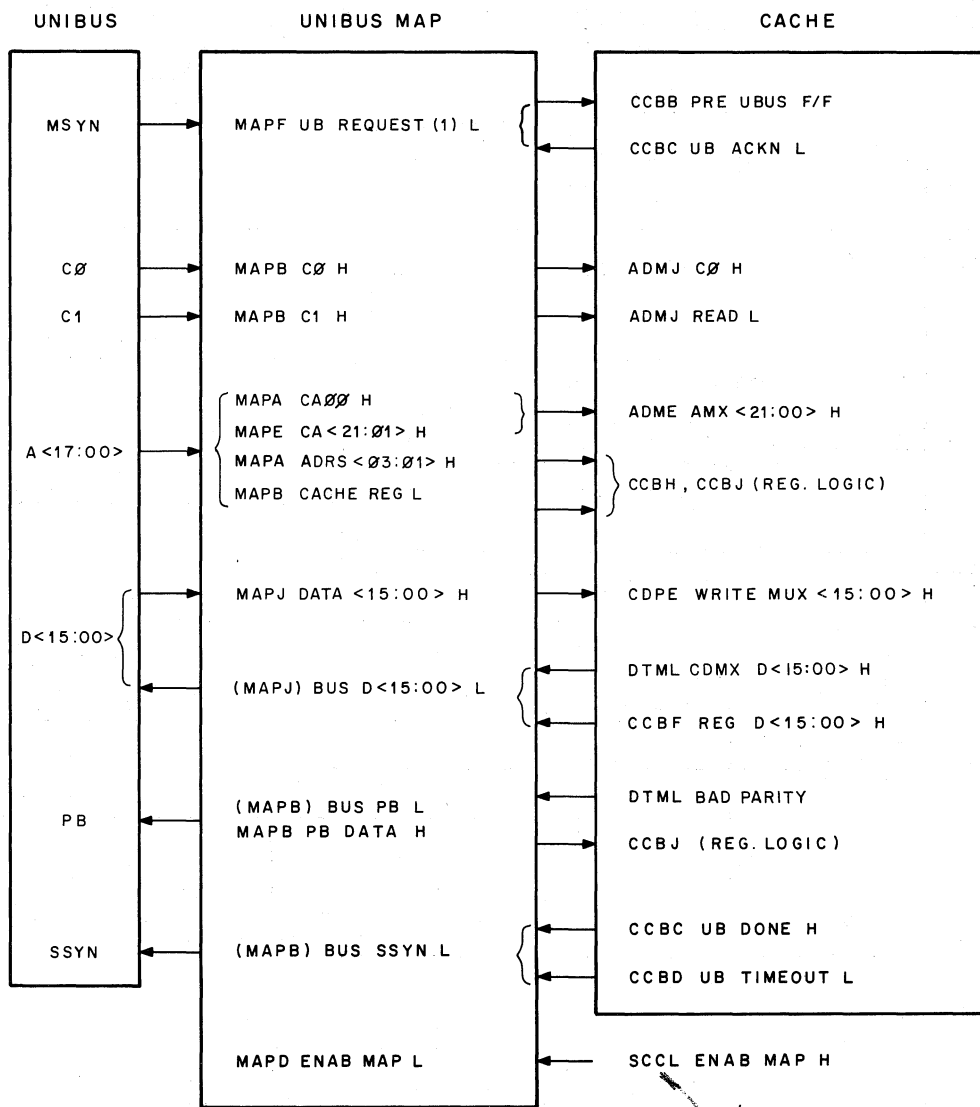 UNIBUS UNIBUS MAP CACHE
CCBB PRE UBUS F/F
MSYN MAPF UB REQUEST (1) L
CCBC UB ACKN L
CØ MAPB CØ H ADMJ CØ H
C1 MAPB C1 H ADMJ READ L
MAPA CAØØ H
ADME AMX <21:00> H
MAPE CA<21:Ø1> H
A<17:00>
MAPA ADRS <Ø3:Ø1> H
CCBH, CCBJ (REG. LOGIC)
MAPB CACHE REG L
MAPJ DATA <15:00> H CDPE WRITE MUX <15:00> H
D<15:00>
DTML CDMX D<15:00> H
(MAPJ) BUS D<15:00> L
CCBF REG D<15:00> H
DTML BAD PARITY
(MAPB) BUS PB L
PB
MAPB PB DATA H
CCBJ (REG. LOGIC)
CCBC UB DONE H
SSYN (MAPB) BUS SSYN L
CCBD UB TIMEOUT L
MAPD ENAB MAP L SCCL ENAB MAP H